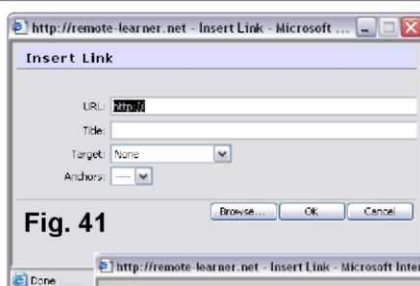 http://remote-learner.net - Insert Link - Microsoft ...
Insert Link
URL: http://
Title:
Target: None
Anchors: ----
Browse... OK Cancel
Fig. 41
http://remote-learner.net - Insert Link - Microsoft Inter
Done